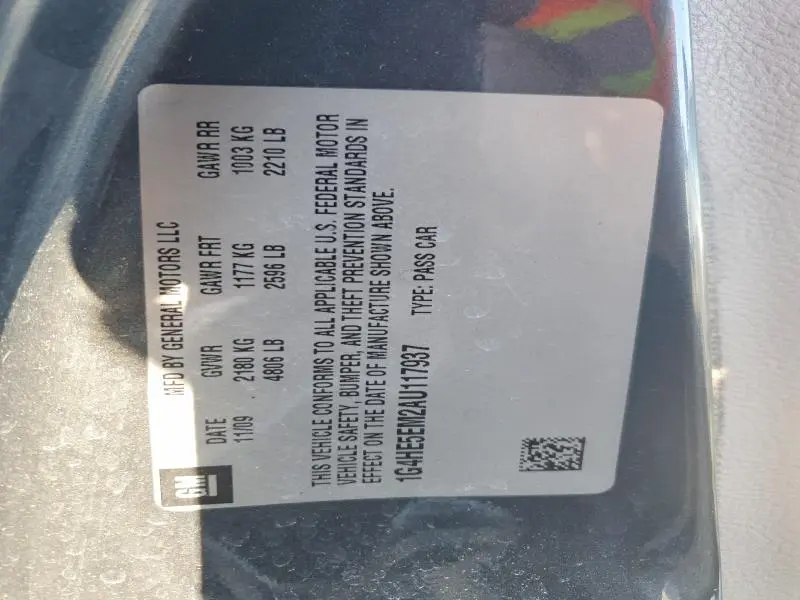 GM
MFD BY GENERAL MOTORS LLC
DATE GVWR GAWR FRT GAWR RR
11/09 2180 KG 1177 KG 1003 KG
4806 LB 2596 LB 2210 LB
THIS VEHICLE CONFORMS TO ALL APPLICABLE U.S. FEDERAL MOTOR
VEHICLE SAFETY, BUMPER, AND THEFT PREVENTION STANDARDS IN
EFFECT ON THE DATE OF MANUFACTURE SHOWN ABOVE.
1G4HE5EM2AU117937 TYPE: PASS CAR